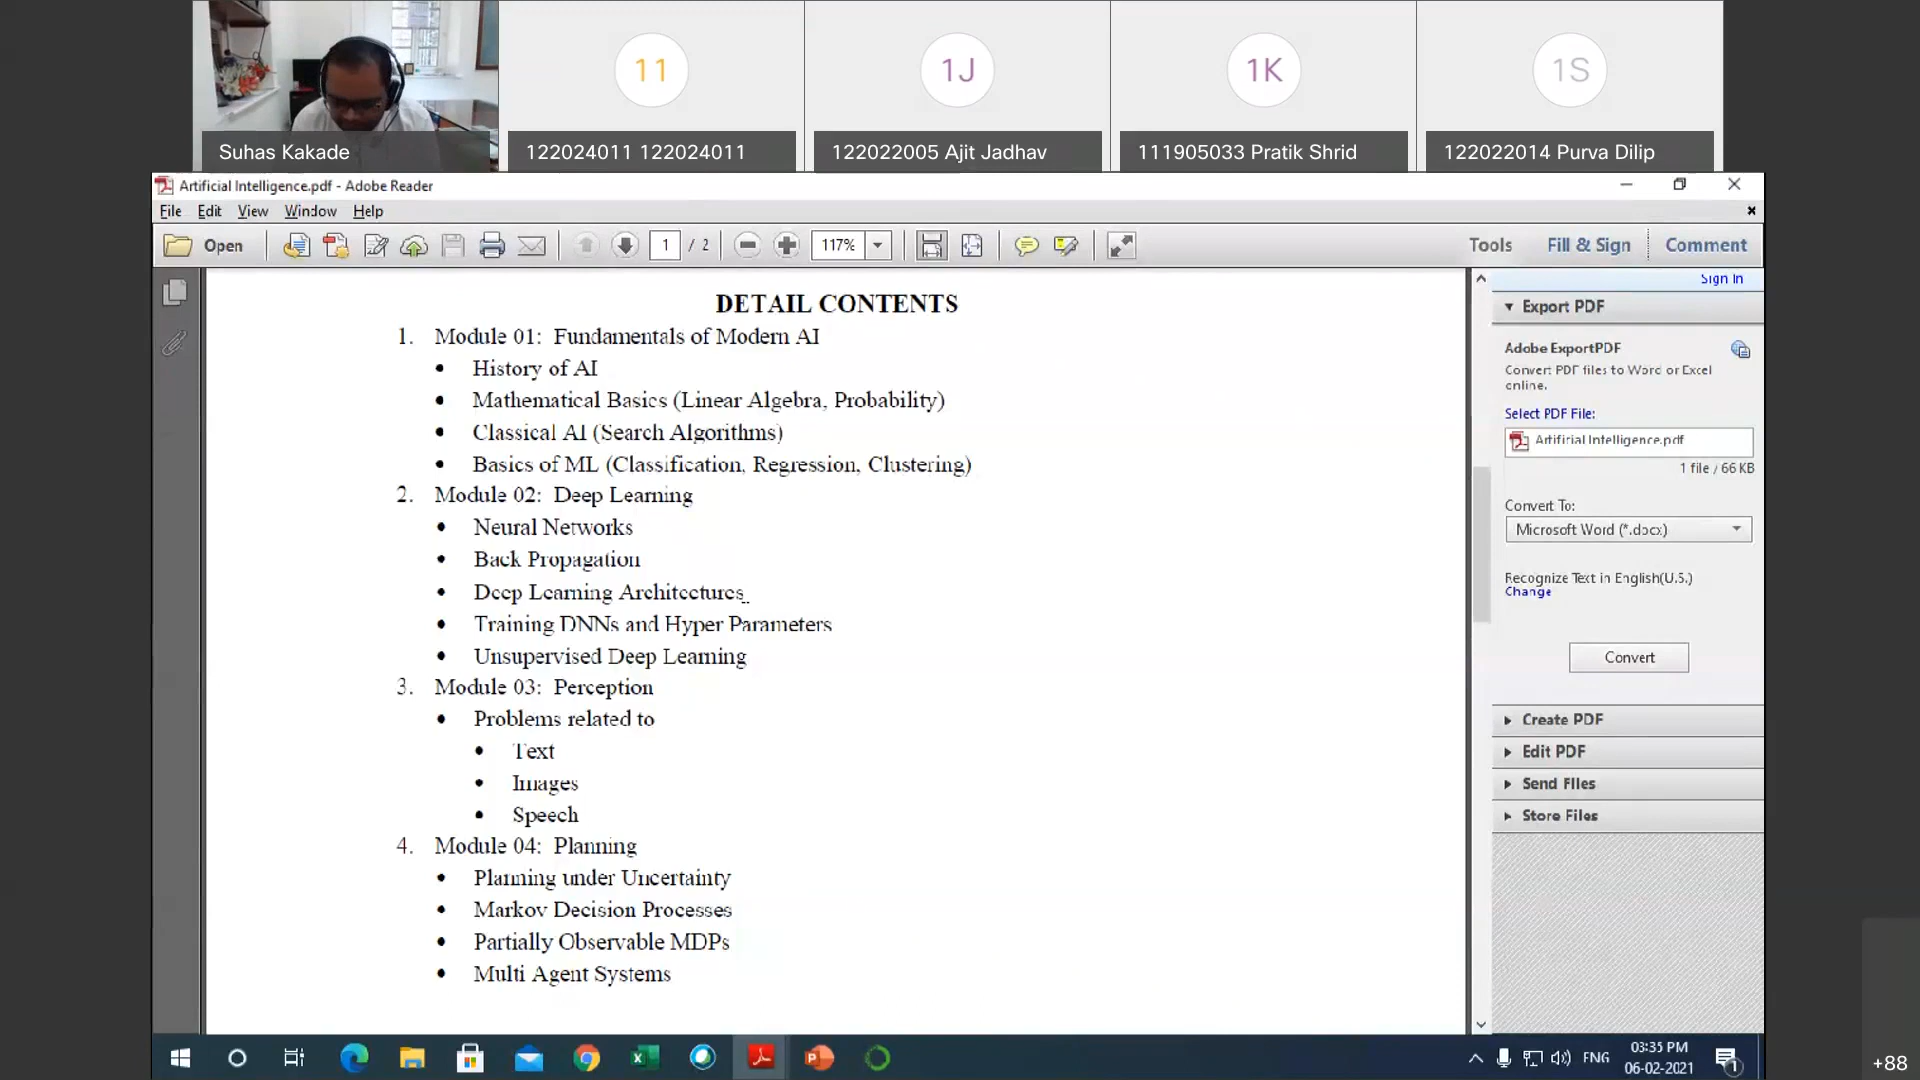 11
1J
1K
1S
Suhas Kakade
122024011 122024011
122022005 Ajit Jadhav
111905033 Pratik Shrid
122022014 Purva Dilip
Artificial Intelligence.pdf - Adobe Reader
File Edit View Window Help
Open
1 / 2
117%
Tools
Fill & Sign
Comment
DETAIL CONTENTS
1. Module 01: Fundamentals of Modern AI
• History of AI
• Mathematical Basics (Linear Algebra, Probability)
• Classical AI (Search Algorithms)
• Basics of ML (Classification, Regression, Clustering)
2. Module 02: Deep Learning
• Neural Networks
• Back Propagation
• Deep Learning Architectures
• Training DNNs and Hyper Parameters
• Unsupervised Deep Learning
3. Module 03: Perception
• Problems related to
• Text
• Images
• Speech
4. Module 04: Planning
• Planning under Uncertainty
• Markov Decision Processes
• Partially Observable MDPs
• Multi Agent Systems
Sign In
Export PDF
Adobe ExportPDF
Convert PDF files to Word or Excel
online.
Select PDF File:
Artificial Intelligence.pdf
1 file / 66 KB
Convert To:
Microsoft Word (*.docx)
Recognize Text in English(U.S.)
Change
Convert
Create PDF
Edit PDF
Send Files
Store Files
ENG
03:35 PM
06-02-2021
1
+88